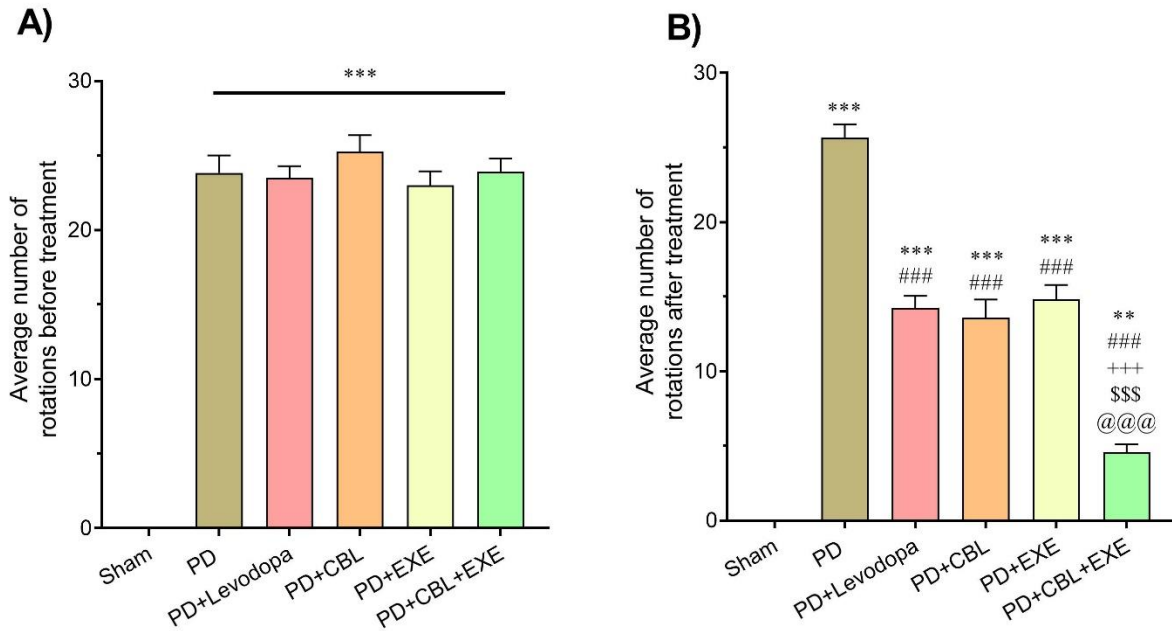 A)
Average number of
rotations before treatment
30
20
10
0
***
Sham
PD
PD+Levodopa
PD+CBL
PD+EXE
PD+CBL+EXE
B)
Average number of
rotations after treatment
30
20
10
0
***
***
###
***
###
***
###
**
###
+++
$$$
@@@
Sham
PD
PD+Levodopa
PD+CBL
PD+EXE
PD+CBL+EXE